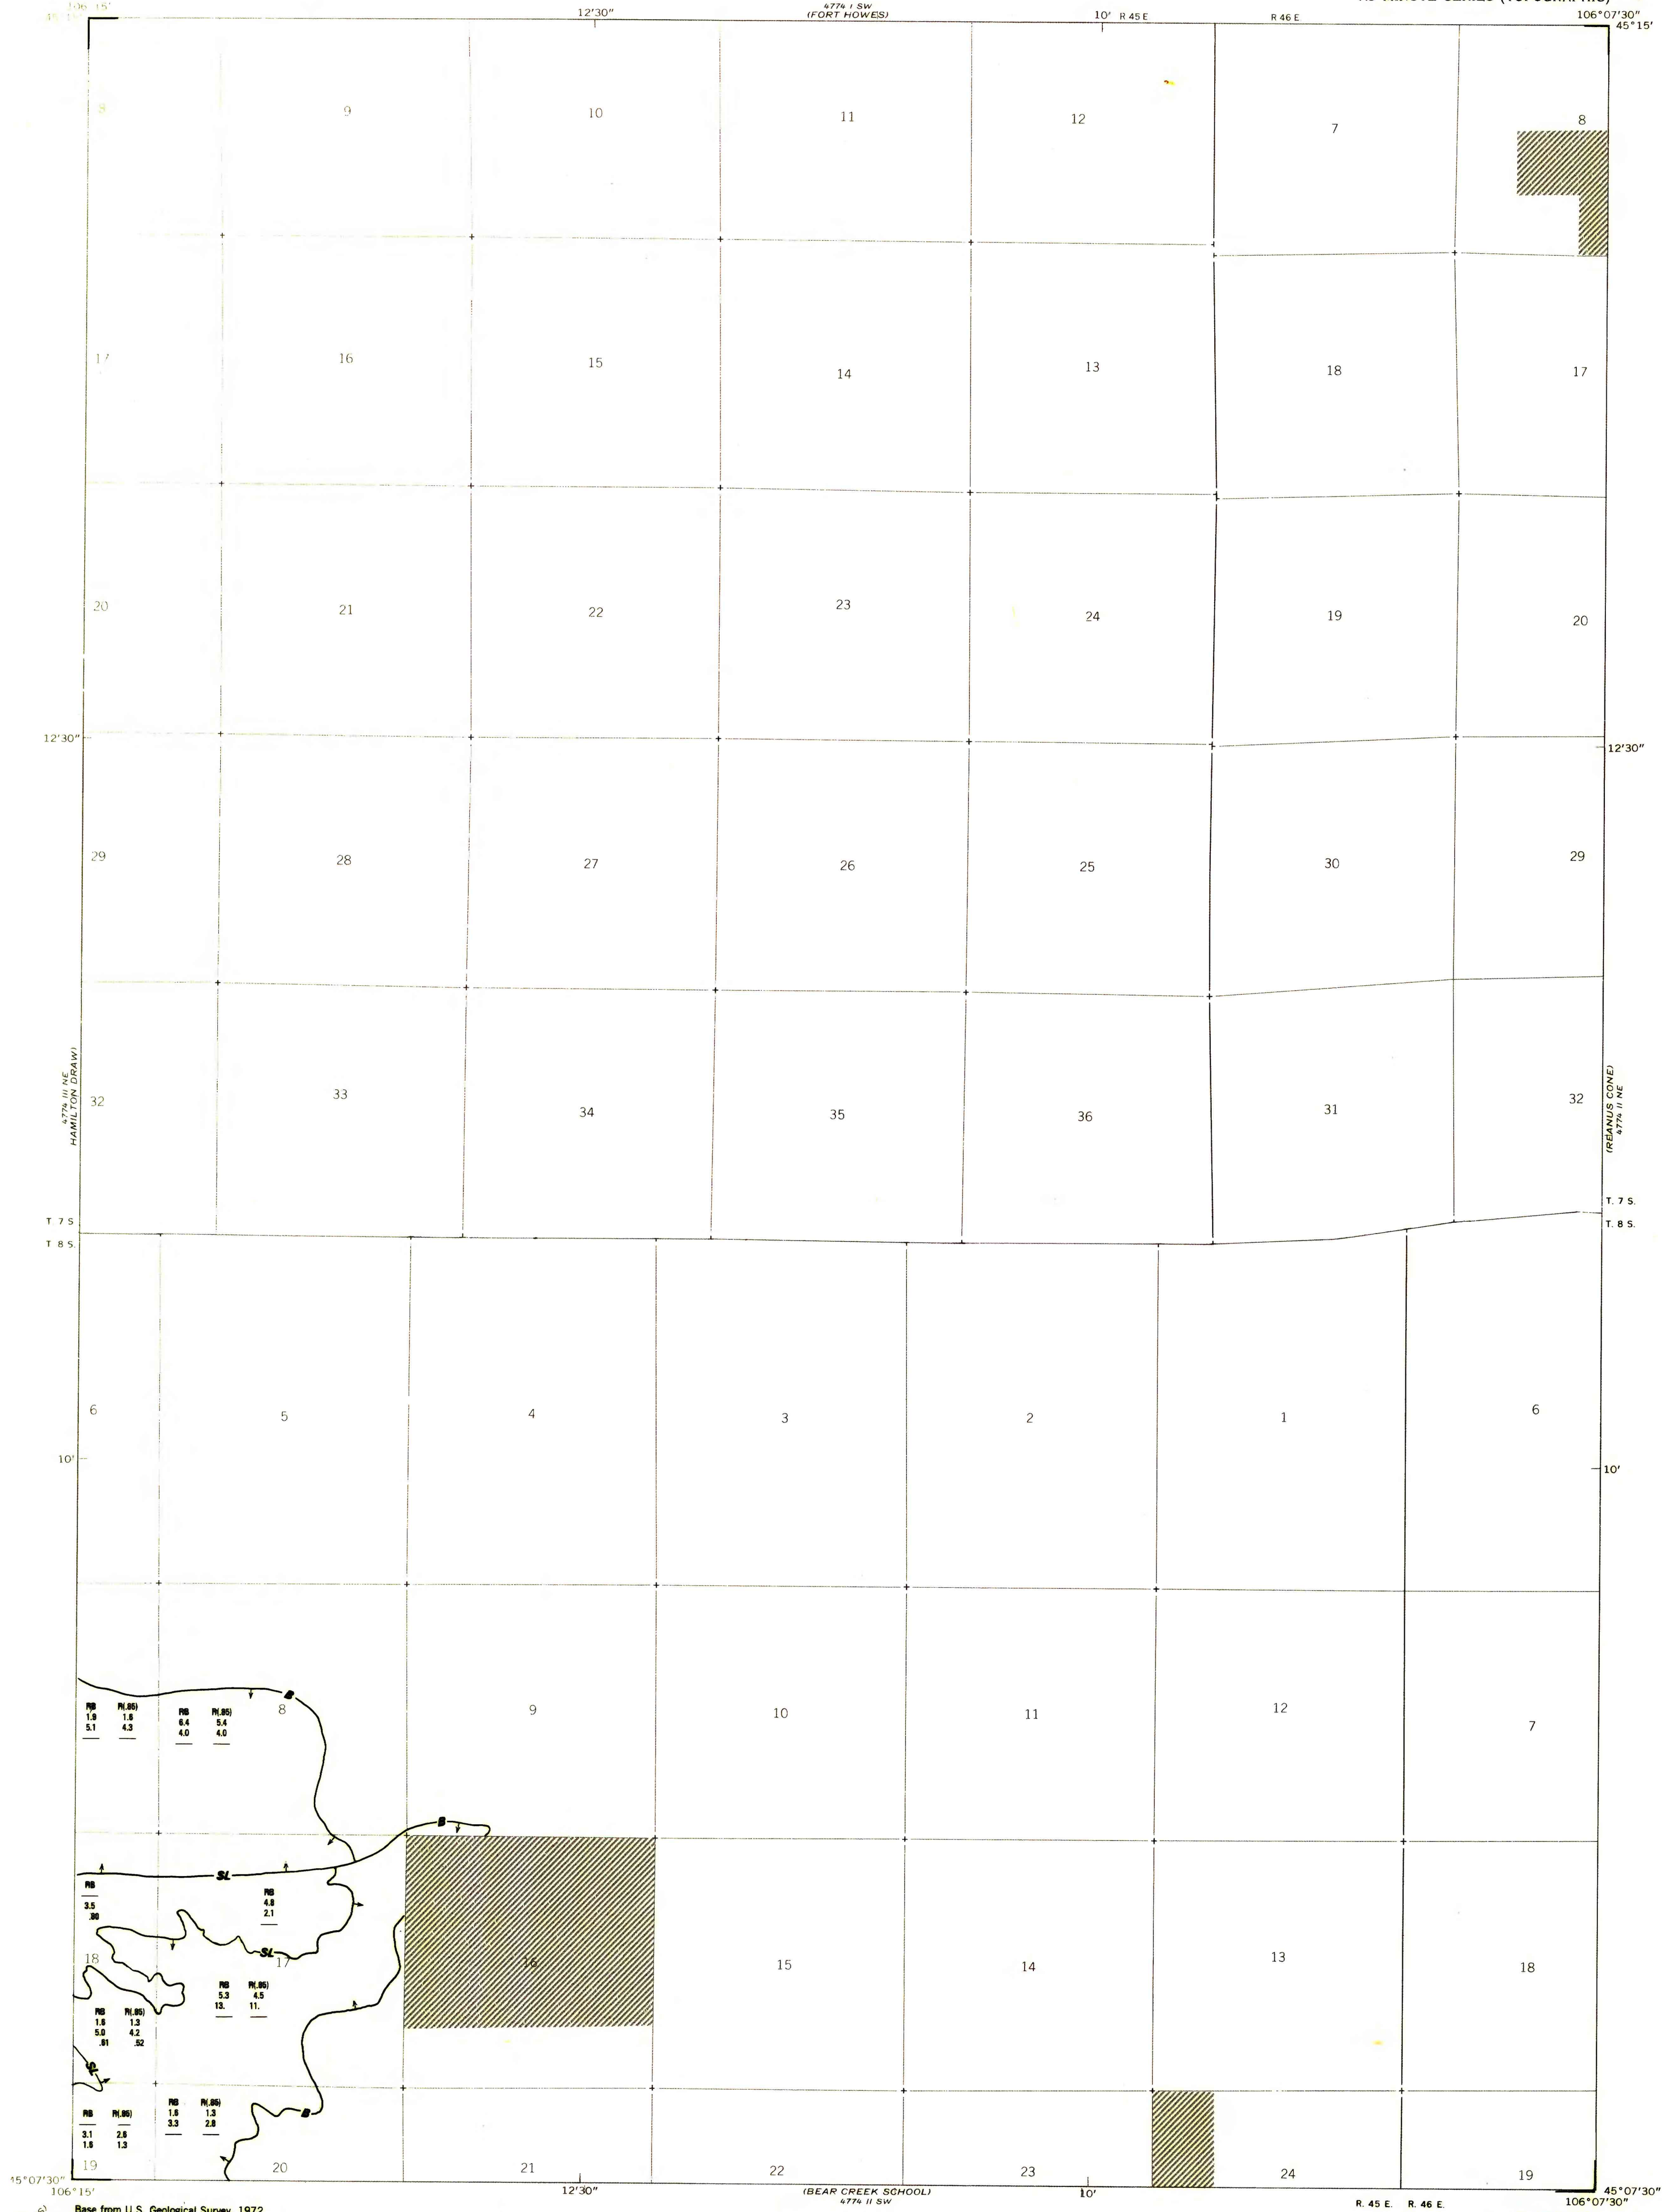 106°15'
4774 I SW
12'30" (FORT HOWES) 10' R 45 E R 46 E 106°07'30"
45°15'
8 9 10 11 12 7 8
17 16 15 14 13 18 17
20 21 22 23 24 19 20
12'30" 12'30"
29 28 27 26 25 30 29
4774 III NE
HAMILTON DRAW)
32 33 34 35 36 31 32
(REANUS CONE)
4774 II NE
T. 7 S T. 7 S.
T 8 S. T. 8 S.
6 5 4 3 2 1 6
10' 10'
B
8 9 10 11 12 7
RB R(.85)
1.9 1.6
5.1 4.3
RB R(.85)
6.4 5.4
4.0 4.0
B
SL
RB
3.5
.80
RB
4.8
2.1
SL
18 17 16 15 14 13 18
RB R(.85)
5.3 4.5
13. 11.
RB R(.85)
1.6 1.3
5.0 4.2
.61 .52
SL
RB R(.85)
1.6 1.3
3.3 2.8
B
RB R(.85)
3.1 2.6
1.6 1.3
19 20 21 22 23 24 19
45°07'30" 45°07'30"
106°15' 12'30" (BEAR CREEK SCHOOL) 10' 106°07'30"
4774 II SW
R. 45 E. R. 46 E.
Base from U.S. Geological Survey, 1972